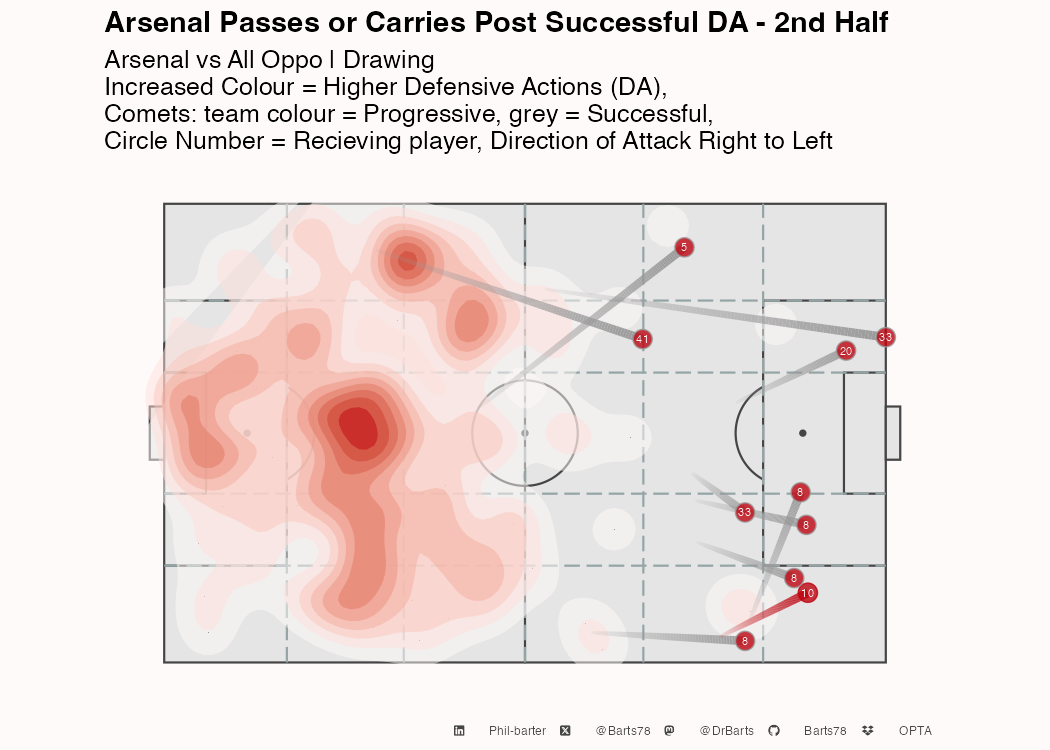 Arsenal Passes or Carries Post Successful DA - 2nd Half
Arsenal vs All Oppo | Drawing
Increased Colour = Higher Defensive Actions (DA),
Comets: team colour = Progressive, grey = Successful,
Circle Number = Recieving player, Direction of Attack Right to Left
5
41
33
20
8
33
8
8
10
8
Phil-barter @Barts78 @DrBarts Barts78 OPTA